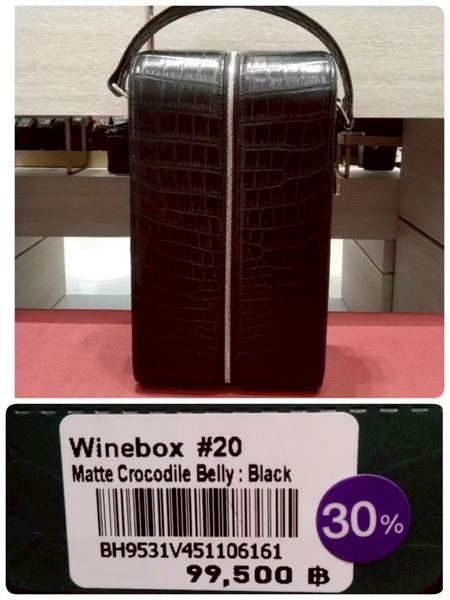 Winebox #20
Matte Crocodile Belly : Black
BH9531V451106161
99,500 ฿
30%